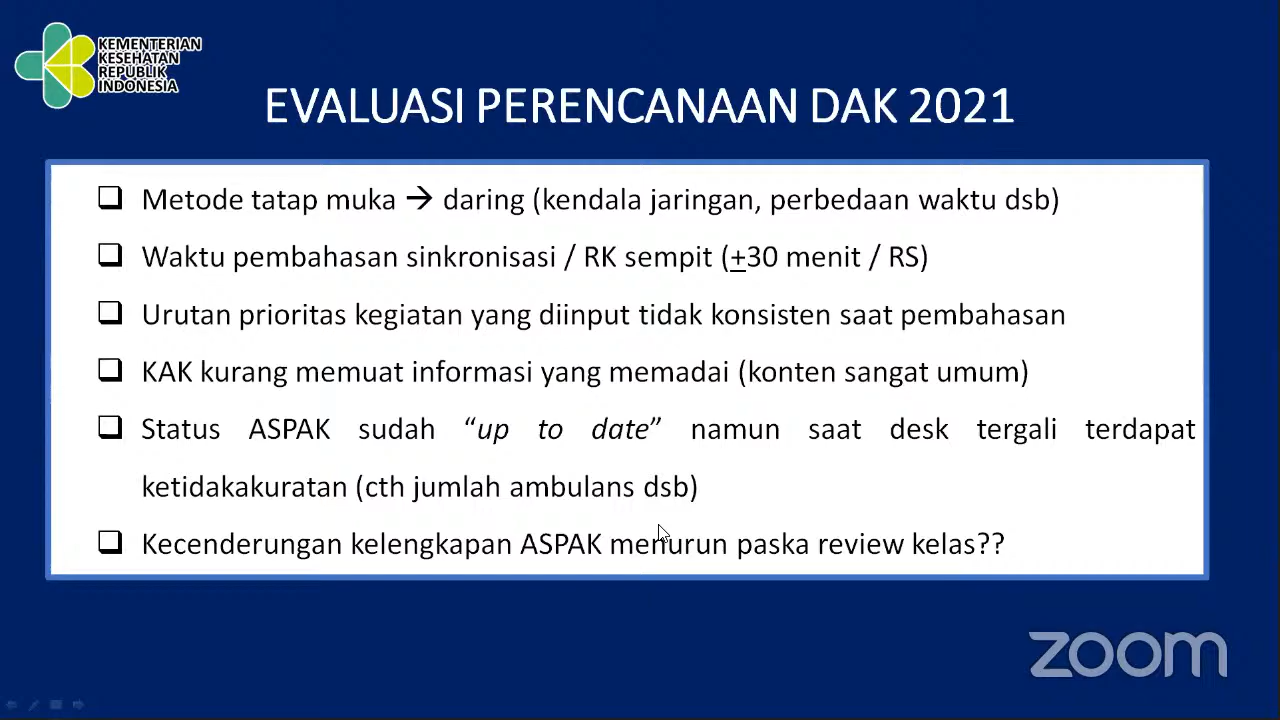 KEMENTERIAN
KESEHATAN
REPUBLIK
INDONESIA
EVALUASI PERENCANAAN DAK 2021
❑ Metode tatap muka → daring (kendala jaringan, perbedaan waktu dsb)
❑ Waktu pembahasan sinkronisasi / RK sempit (+30 menit / RS)
❑ Urutan prioritas kegiatan yang diinput tidak konsisten saat pembahasan
❑ KAK kurang memuat informasi yang memadai (konten sangat umum)
❑ Status ASPAK sudah “up to date” namun saat desk tergali terdapat
ketidakakuratan (cth jumlah ambulans dsb)
❑ Kecenderungan kelengkapan ASPAK menurun paska review kelas??
zoom